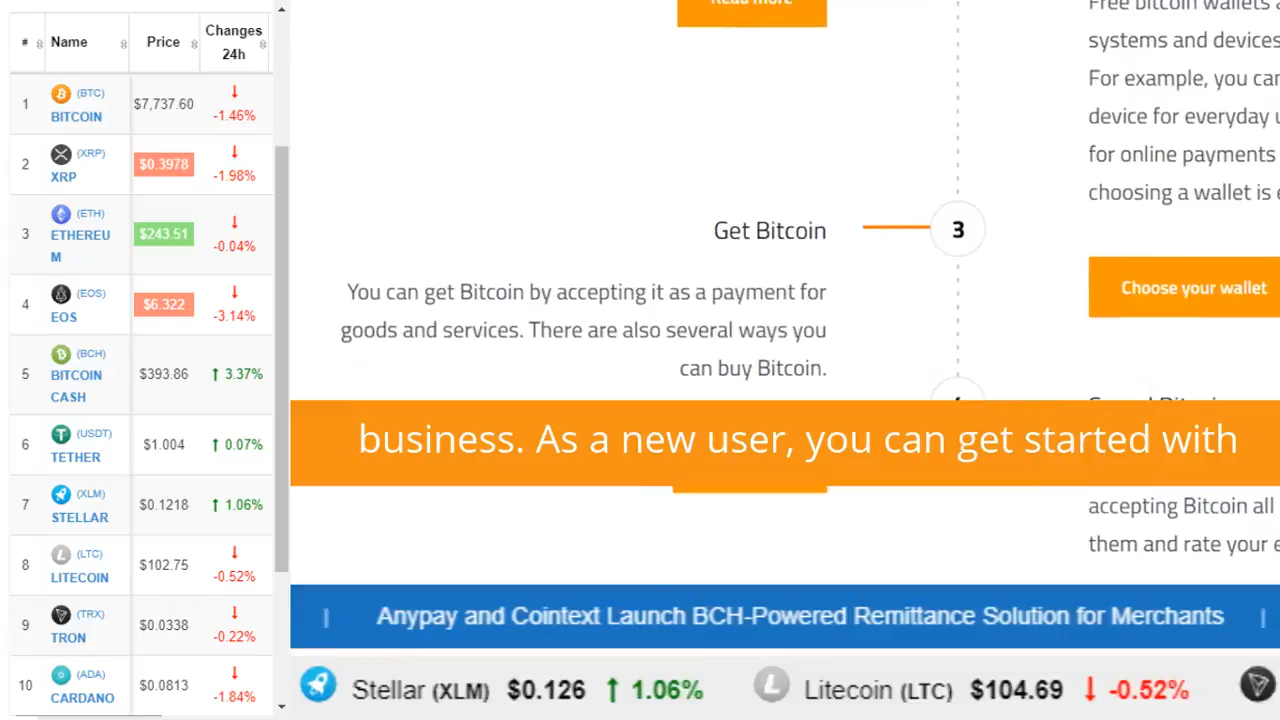 # Name Price Changes 24h
1 (BTC) BITCOIN $7,737.60 -1.46%
2 (XRP) XRP $0.3978 -1.98%
3 (ETH) ETHEREU M $243.51 -0.04%
4 (EOS) EOS $6.322 -3.14%
5 (BCH) BITCOIN CASH $393.86 3.37%
6 (USDT) TETHER $1.004 0.07%
7 (XLM) STELLAR $0.1218 1.06%
8 (LTC) LITECOIN $102.75 -0.52%
9 (TRX) TRON $0.0338 -0.22%
10 (ADA) CARDANO $0.0813 -1.84%
Read more
Get Bitcoin
3
You can get Bitcoin by accepting it as a payment for
goods and services. There are also several ways you
can buy Bitcoin.
Free bitcoin wallets
systems and devices
For example, you can
device for everyday
for online payments
choosing a wallet is
Choose your wallet
business. As a new user, you can get started with
accepting Bitcoin all
them and rate your
| Anypay and Cointext Launch BCH-Powered Remittance Solution for Merchants |
Stellar (XLM) $0.126 1.06% Litecoin (LTC) $104.69 -0.52%